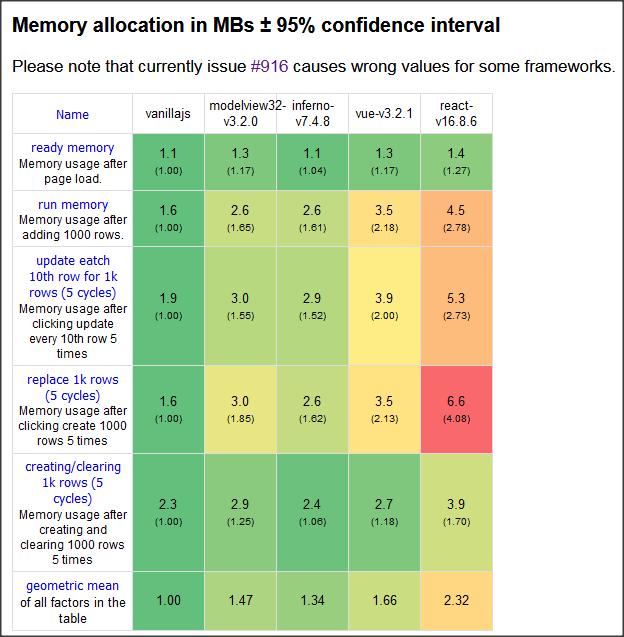 Memory allocation in MBs ± 95% confidence interval
Please note that currently issue #916 causes wrong values for some frameworks.
Name vanillajs modelview32-v3.2.0 inferno-v7.4.8 vue-v3.2.1 react-v16.8.6
ready memory
Memory usage after
page load.
1.1 1.3 1.1 1.3 1.4
(1.00) (1.17) (1.04) (1.17) (1.27)
run memory
Memory usage after
adding 1000 rows.
1.6 2.6 2.6 3.5 4.5
(1.00) (1.65) (1.61) (2.18) (2.78)
update eatch
10th row for 1k
rows (5 cycles)
Memory usage after
clicking update
every 10th row 5
times
1.9 3.0 2.9 3.9 5.3
(1.00) (1.55) (1.52) (2.00) (2.73)
replace 1k rows
(5 cycles)
Memory usage after
clicking create 1000
rows 5 times
1.6 3.0 2.6 3.5 6.6
(1.00) (1.85) (1.62) (2.13) (4.08)
creating/clearing
1k rows (5
cycles)
Memory usage after
creating and
clearing 1000 rows
5 times
2.3 2.9 2.4 2.7 3.9
(1.00) (1.25) (1.06) (1.18) (1.70)
geometric mean
of all factors in the
table
1.00 1.47 1.34 1.66 2.32